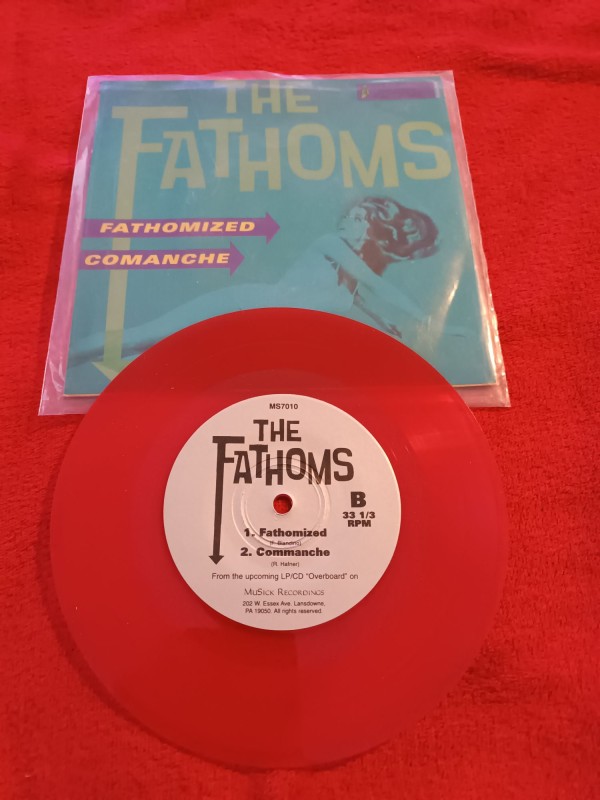 THE
FATHOMS
FATHOMIZED
COMANCHE
MS7010
THE
FATHOMS
B
33 1/3
RPM
1. Fathomized
2. Commanche
(R. Hafner)
From the upcoming LP/CD "Overboard" on
MuSick Recordings
202 W. Essex Ave. Lansdowne,
PA 19050. All rights reserved.